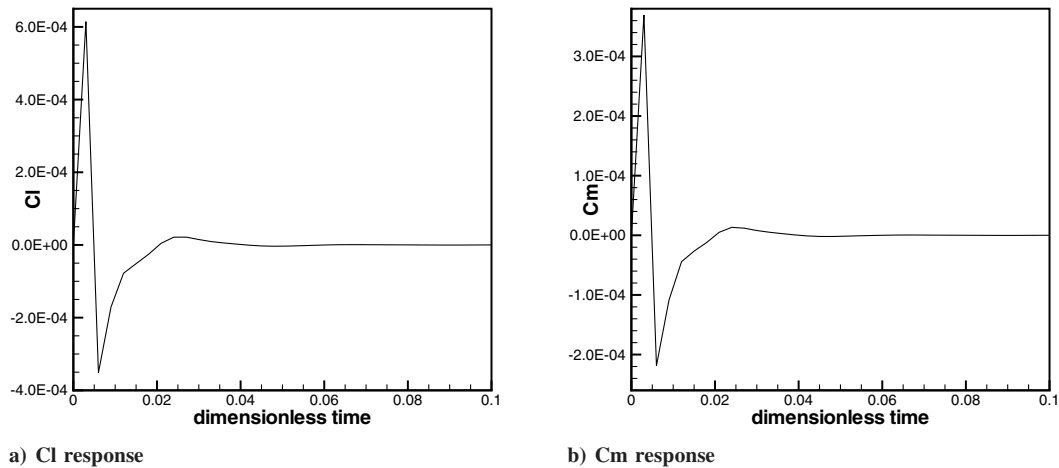 6.0E-04
4.0E-04
2.0E-04
0.0E+00
-2.0E-04
-4.0E-04
Cl
0
0.02
0.04
0.06
0.08
0.1
dimensionless time
a) Cl response
3.0E-04
2.0E-04
1.0E-04
0.0E+00
-1.0E-04
-2.0E-04
Cm
0
0.02
0.04
0.06
0.08
0.1
dimensionless time
b) Cm response